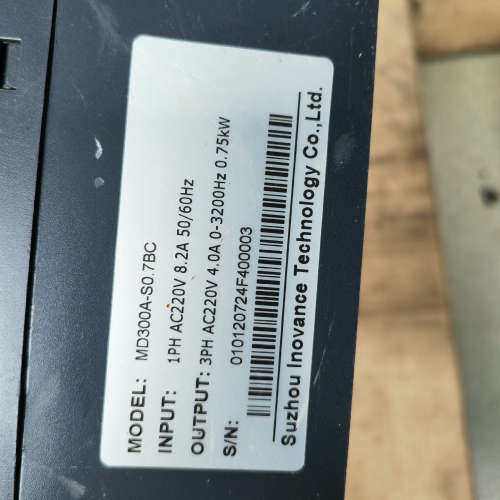 MODEL: MD300A-S0.7BC
INPUT: 1PH AC220V 8.2A 50/60Hz
OUTPUT: 3PH AC220V 4.0A 0-3200Hz 0.75kW
S/N: 010120724F400003
Suzhou Inovance Technology Co.,Ltd.